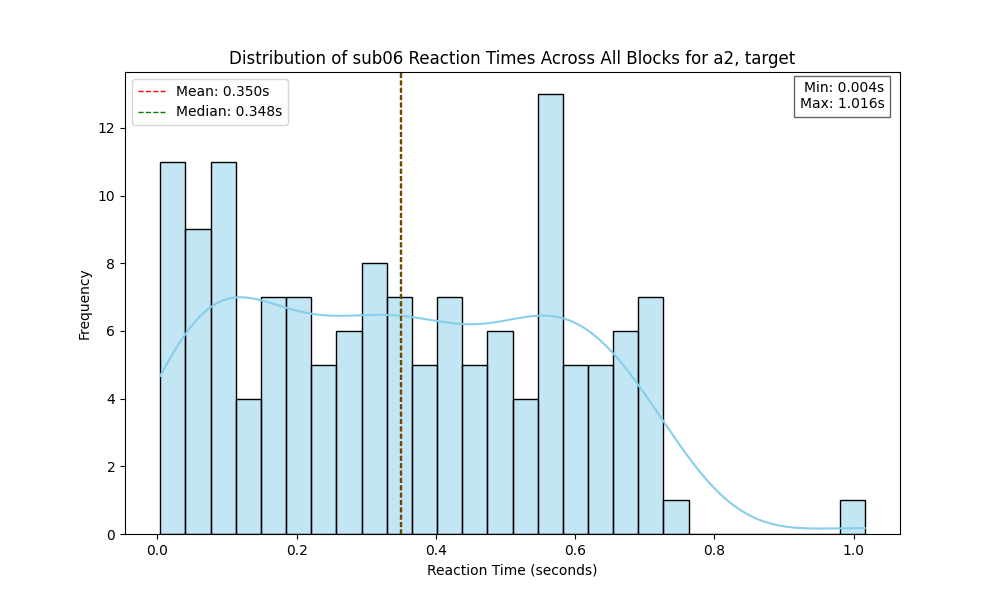 Distribution of sub06 Reaction Times Across All Blocks for a2, target
Mean: 0.350s
Median: 0.348s
Min: 0.004s
Max: 1.016s
Frequency
12
10
8
6
4
2
0
0.0 0.2 0.4 0.6 0.8 1.0
Reaction Time (seconds)